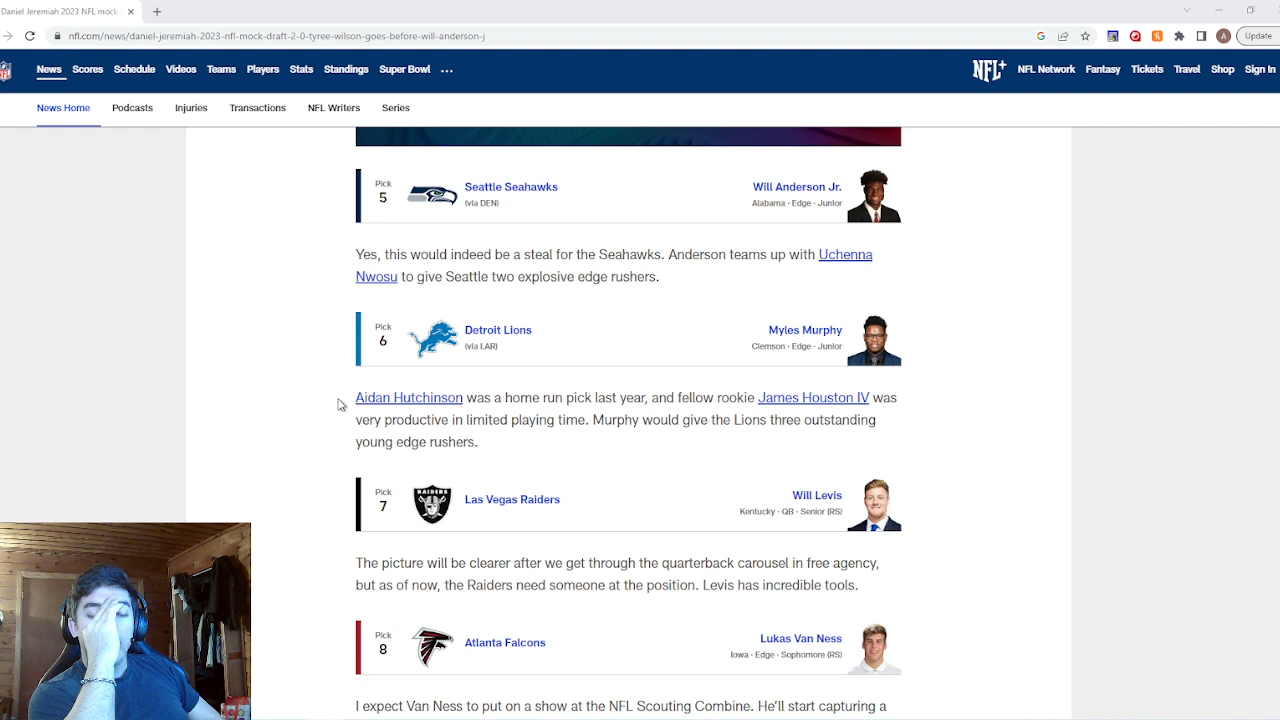 Daniel Jeremiah 2023 NFL mock
nfl.com/news/daniel-jeremiah-2023-nfl-mock-draft-2-0-tyree-wilson-goes-before-will-anderson-j
G
A
Update
NFL
News Scores Schedule Videos Teams Players Stats Standings Super Bowl ...
NFL+ NFL Network Fantasy Tickets Travel Shop Sign In
News Home Podcasts Injuries Transactions NFL Writers Series
Pick
5
Seattle Seahawks
(via DEN)
Will Anderson Jr.
Alabama · Edge · Junior
Yes, this would indeed be a steal for the Seahawks. Anderson teams up with Uchenna
Nwosu to give Seattle two explosive edge rushers.
Pick
6
Detroit Lions
(via LAR)
Myles Murphy
Clemson · Edge · Junior
Aidan Hutchinson was a home run pick last year, and fellow rookie James Houston IV was
very productive in limited playing time. Murphy would give the Lions three outstanding
young edge rushers.
Pick
7
RAIDERS
Las Vegas Raiders
Will Levis
Kentucky · QB · Senior (RS)
The picture will be clearer after we get through the quarterback carousel in free agency,
but as of now, the Raiders need someone at the position. Levis has incredible tools.
Pick
8
Atlanta Falcons
Lukas Van Ness
Iowa · Edge · Sophomore (RS)
I expect Van Ness to put on a show at the NFL Scouting Combine. He'll start capturing a